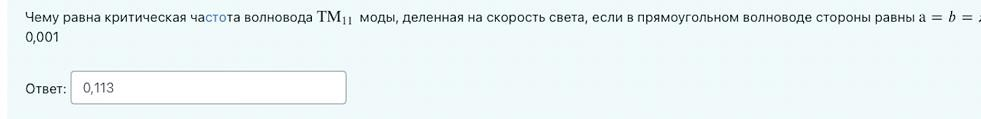 Чему равна критическая частота волновода TM₁₁ моды, деленная на скорость света, если в прямоугольном волноводе стороны равны a = b =
0,001
Ответ: 0,113